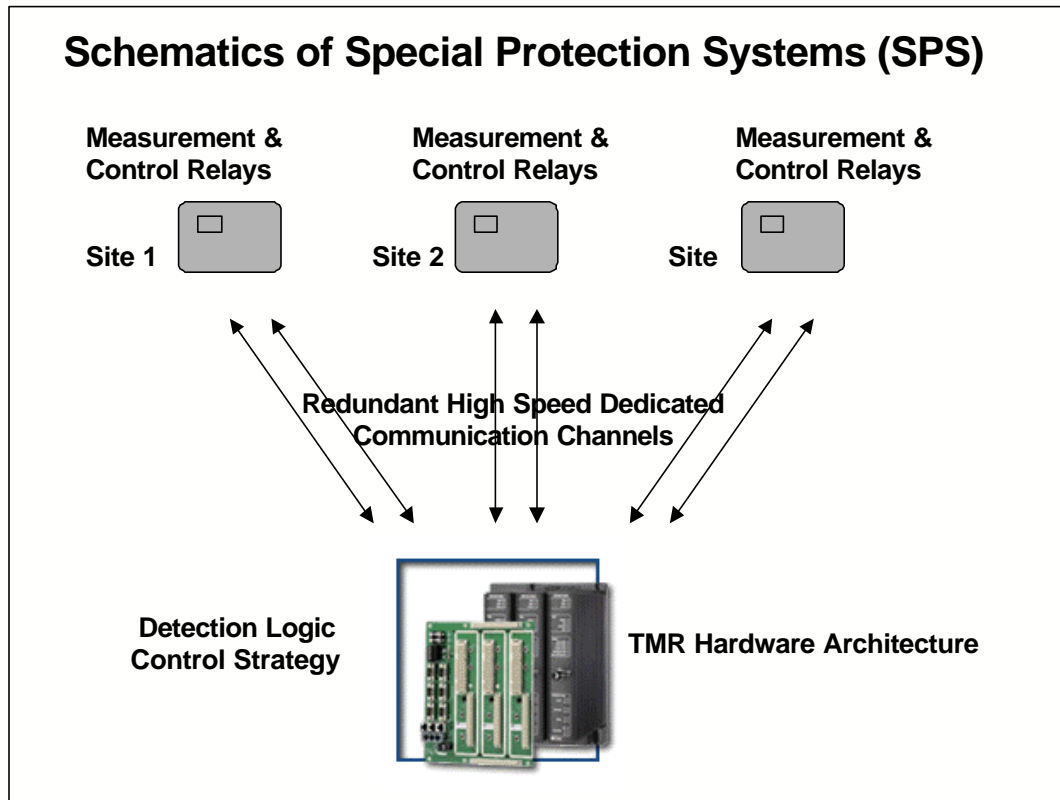 Schematics of Special Protection Systems (SPS)
Measurement &
Control Relays
Measurement &
Control Relays
Measurement &
Control Relays
Site 1
Site 2
Site
Redundant High Speed Dedicated
Communication Channels
Detection Logic
Control Strategy
TMR Hardware Architecture